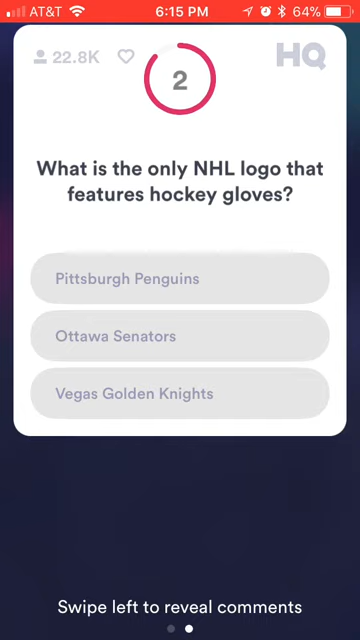 AT&T 6:15 PM 64%
22.8K HQ
2
What is the only NHL logo that
features hockey gloves?
Pittsburgh Penguins
Ottawa Senators
Vegas Golden Knights
Swipe left to reveal comments